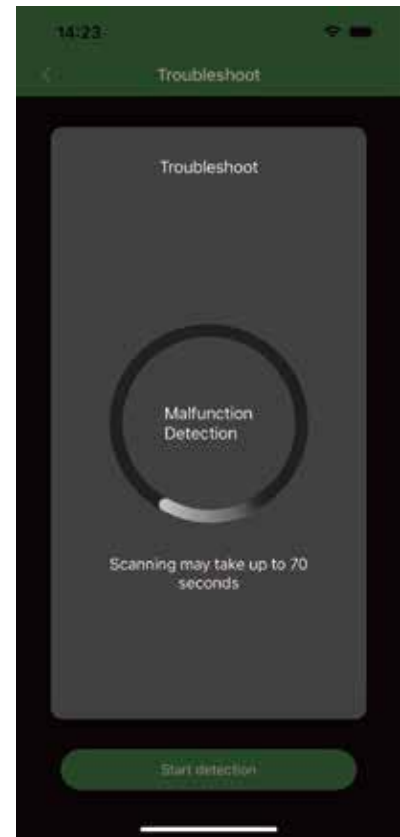 14:23
Troubleshoot
Troubleshoot
Malfunction
Detection
Scanning may take up to 70
seconds
Start detection